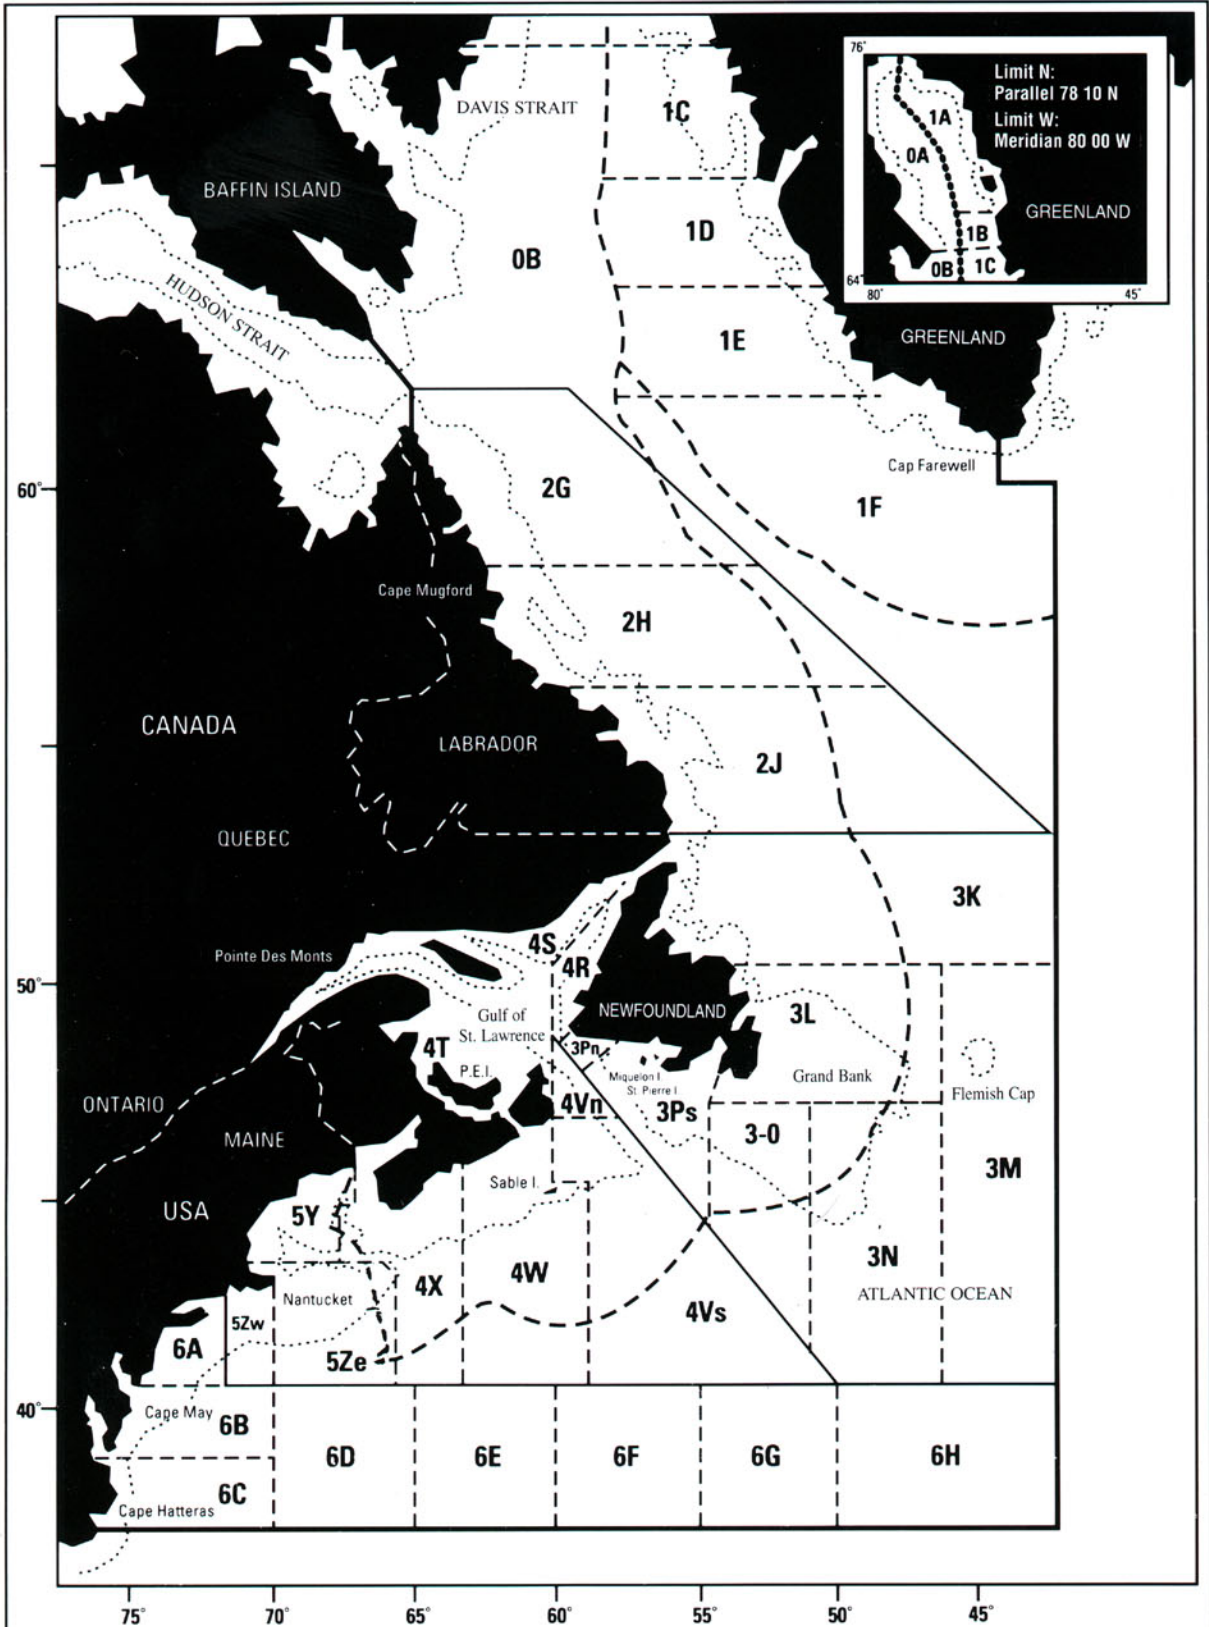 76°
Limit N:
Parallel 78 10 N
Limit W:
Meridian 80 00 W
1A
0A
GREENLAND
1B
0B
1C
64°
80°
45°
DAVIS STRAIT
1C
BAFFIN ISLAND
1D
0B
HUDSON STRAIT
1E
GREENLAND
Cap Farewell
60°
2G
1F
Cape Mugford
2H
CANADA
LABRADOR
2J
QUEBEC
3K
4S
Pointe Des Monts
4R
50°
NEWFOUNDLAND
3L
Gulf of
St. Lawrence
4T
3Pn
P.E.I.
Miquelon I.
St. Pierre I.
Grand Bank
Flemish Cap
ONTARIO
4Vn
3Ps
MAINE
3-0
3M
Sable I.
USA
5Y
3N
4X
4W
ATLANTIC OCEAN
Nantucket
4Vs
5Zw
6A
5Ze
40°
Cape May
6B
6D
6E
6F
6G
6H
6C
Cape Hatteras
75°
70°
65°
60°
55°
50°
45°